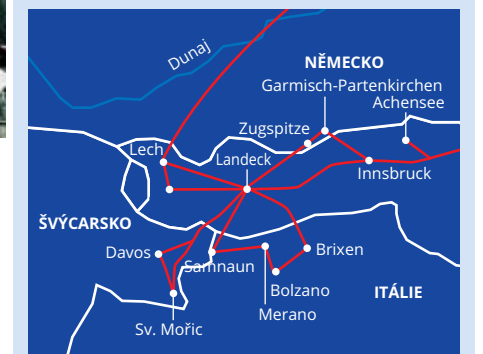 Dunaj
NĚMECKO
Garmisch-Partenkirchen
Achensee
Zugspitze
Lech
Landeck
Innsbruck
ŠVÝCARSKO
Davos
Samnaun
Brixen
Bolzano
ITÁLIE
Merano
Sv. Mořic